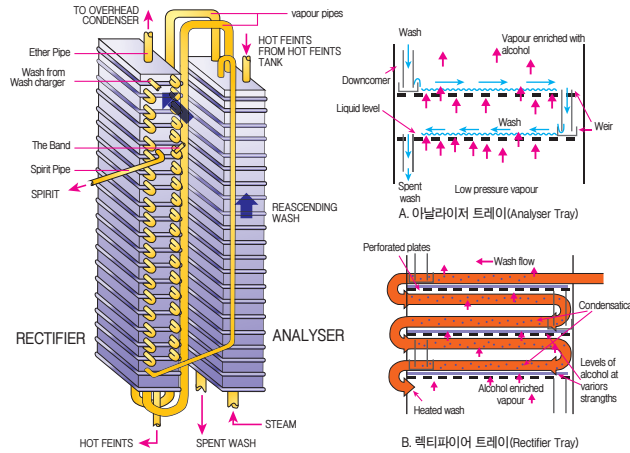 TO OVERHEAD
CONDENSER
vapour pipes
Ether Pipe
HOT FEINTS
FROM HOT FEINTS
TANK
Wash from
Wash charger
The Band
Spirit Pipe
SPIRIT
REASCENDING
WASH
RECTIFIER
ANALYSER
STEAM
HOT FEINTS
SPENT WASH
Wash
Vapour enriched with
alcohol
Downcomer
Liquid level
Wash
Weir
Spent
wash
Low pressure vapour
A. 아날라이저 트레이(Analyser Tray)
Perforated plates
Wash flow
Condensatica
Levels of
alcohol at
variors
stranghts
Alcohol enriched
vapour
Heated wash
B. 렉티파이어 트레이(Rectifier Tray)